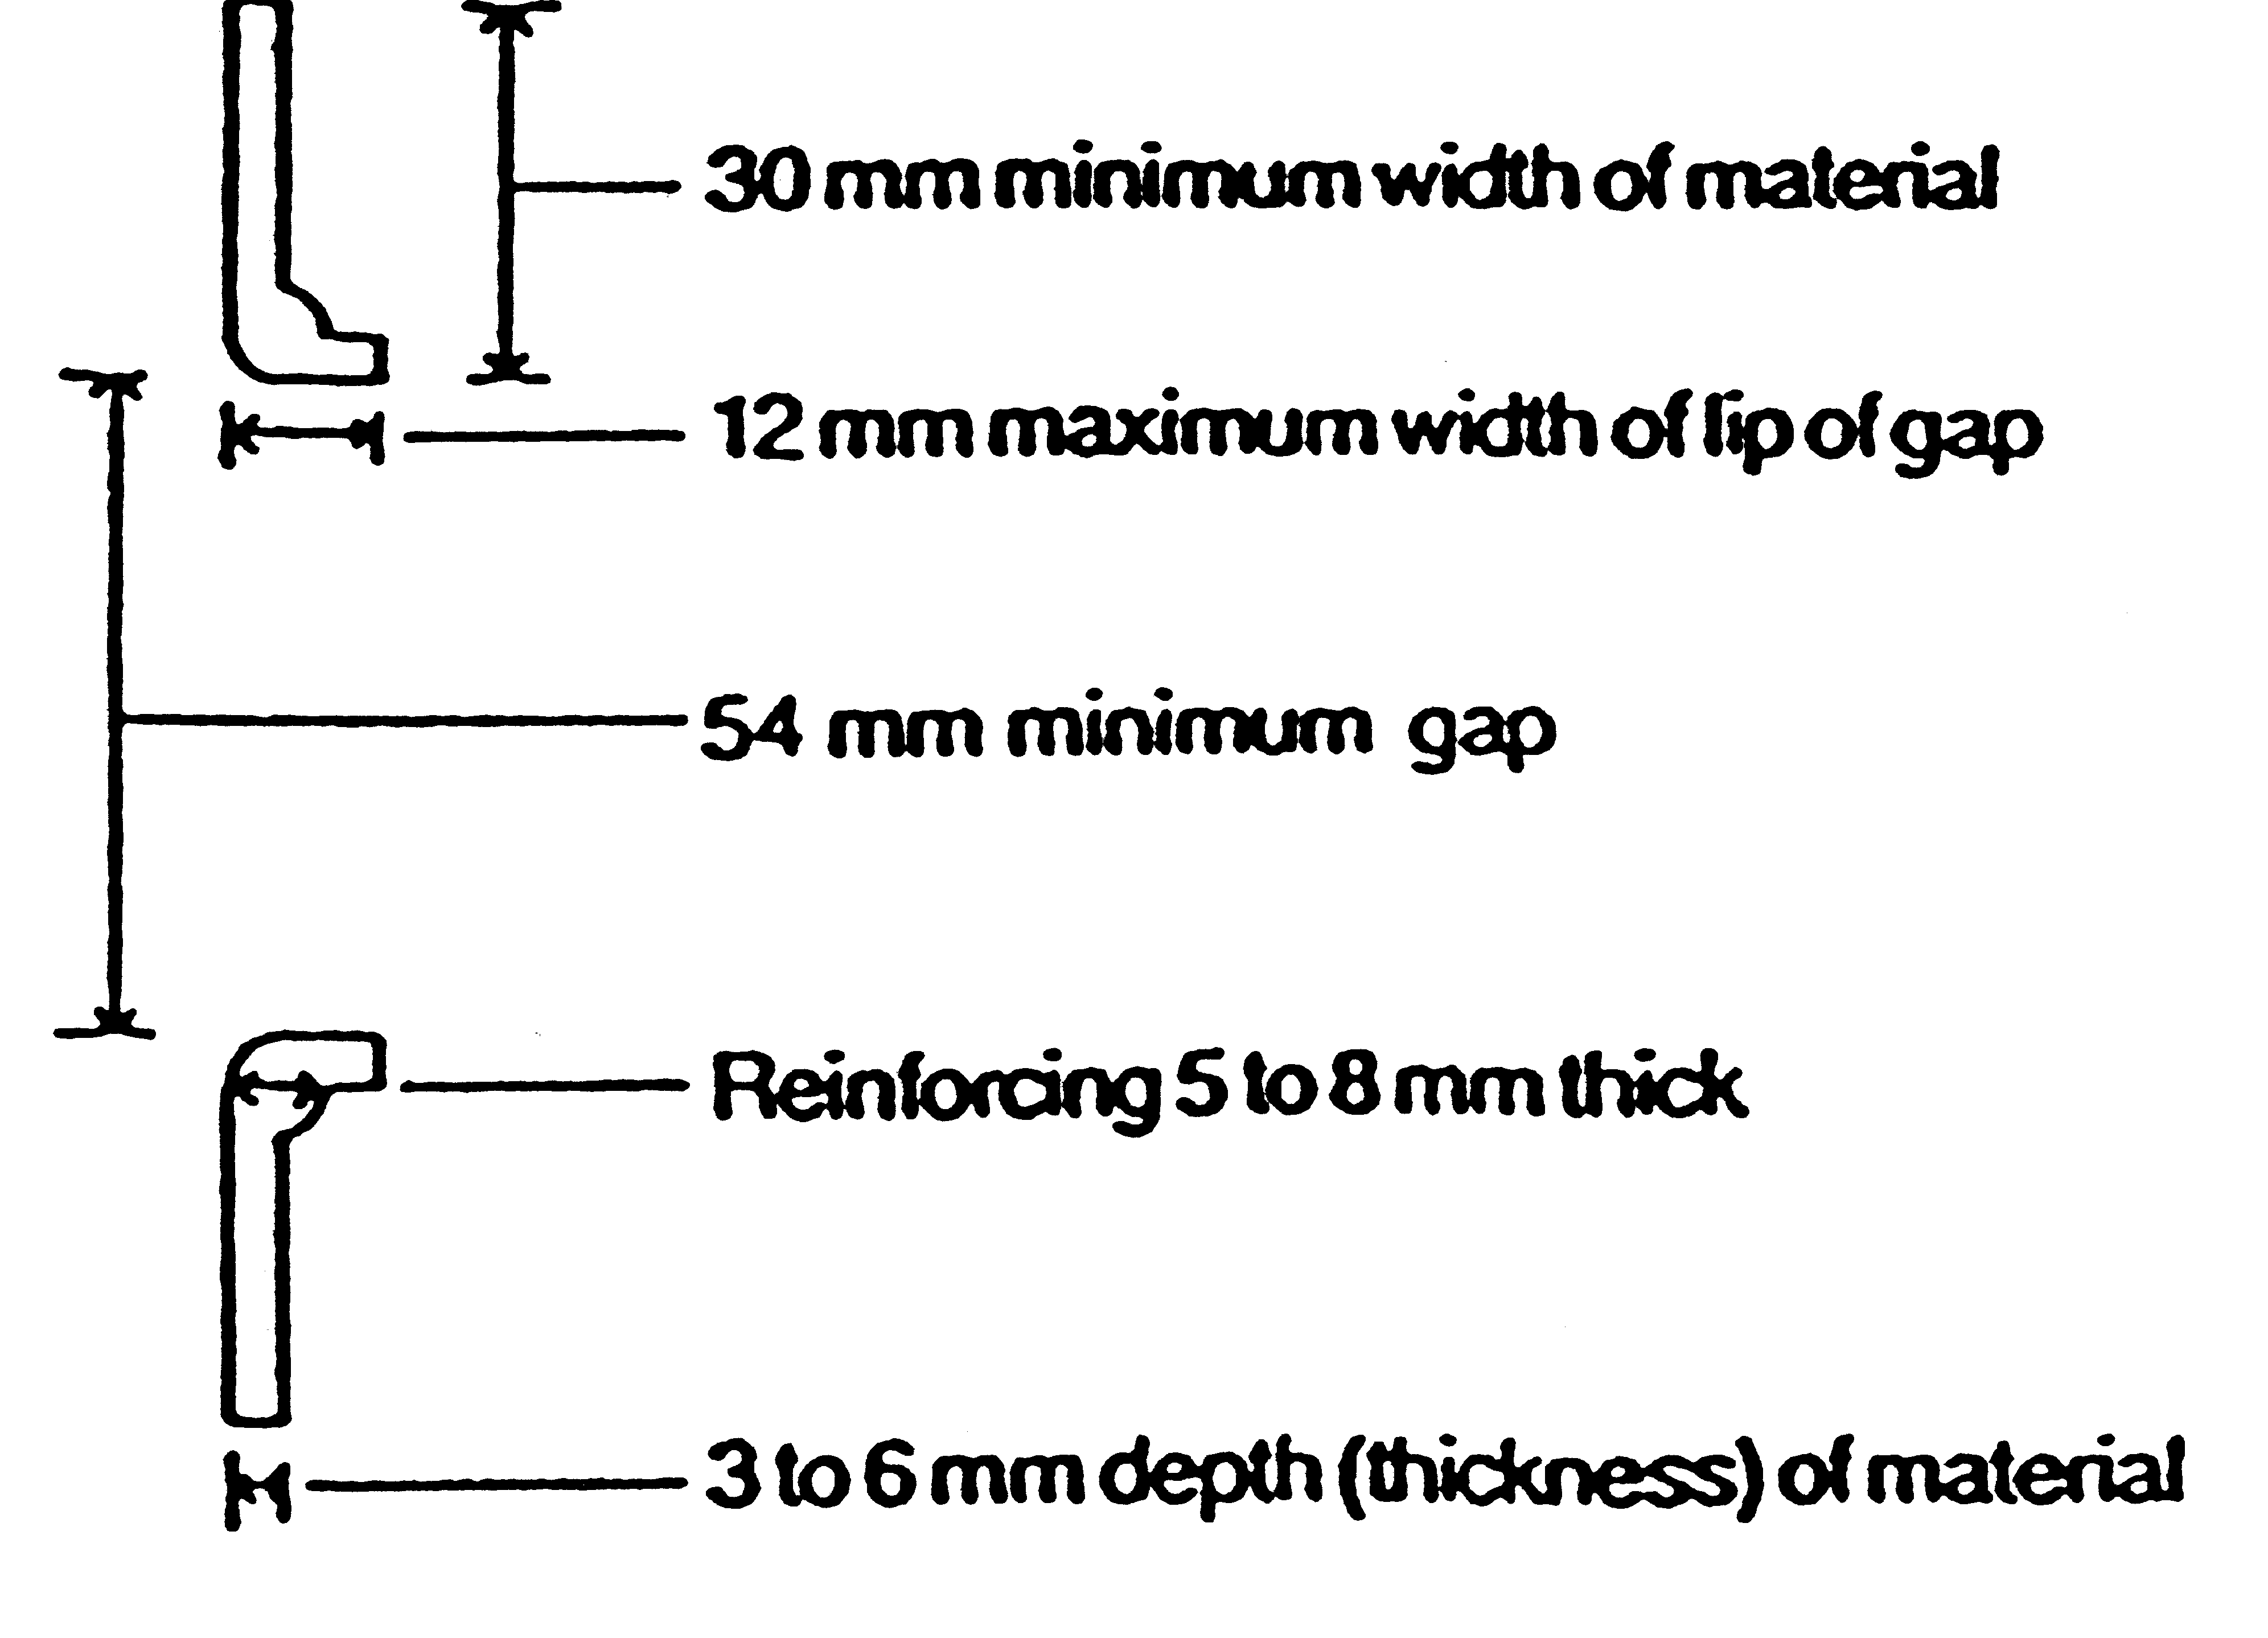 30 mm minimum width of material
12 mm maximum width of lip of gap
54 mm minimum gap
Reinforcing 5 to 8 mm thick
3 to 6 mm depth (thickness) of material